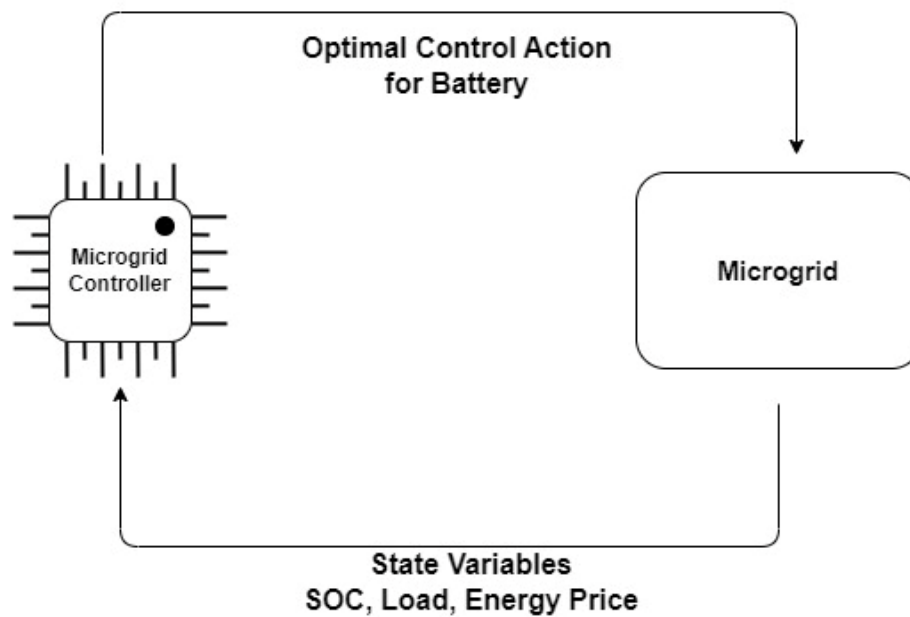 Optimal Control Action
for Battery
Microgrid
Controller
Microgrid
State Variables
SOC, Load, Energy Price